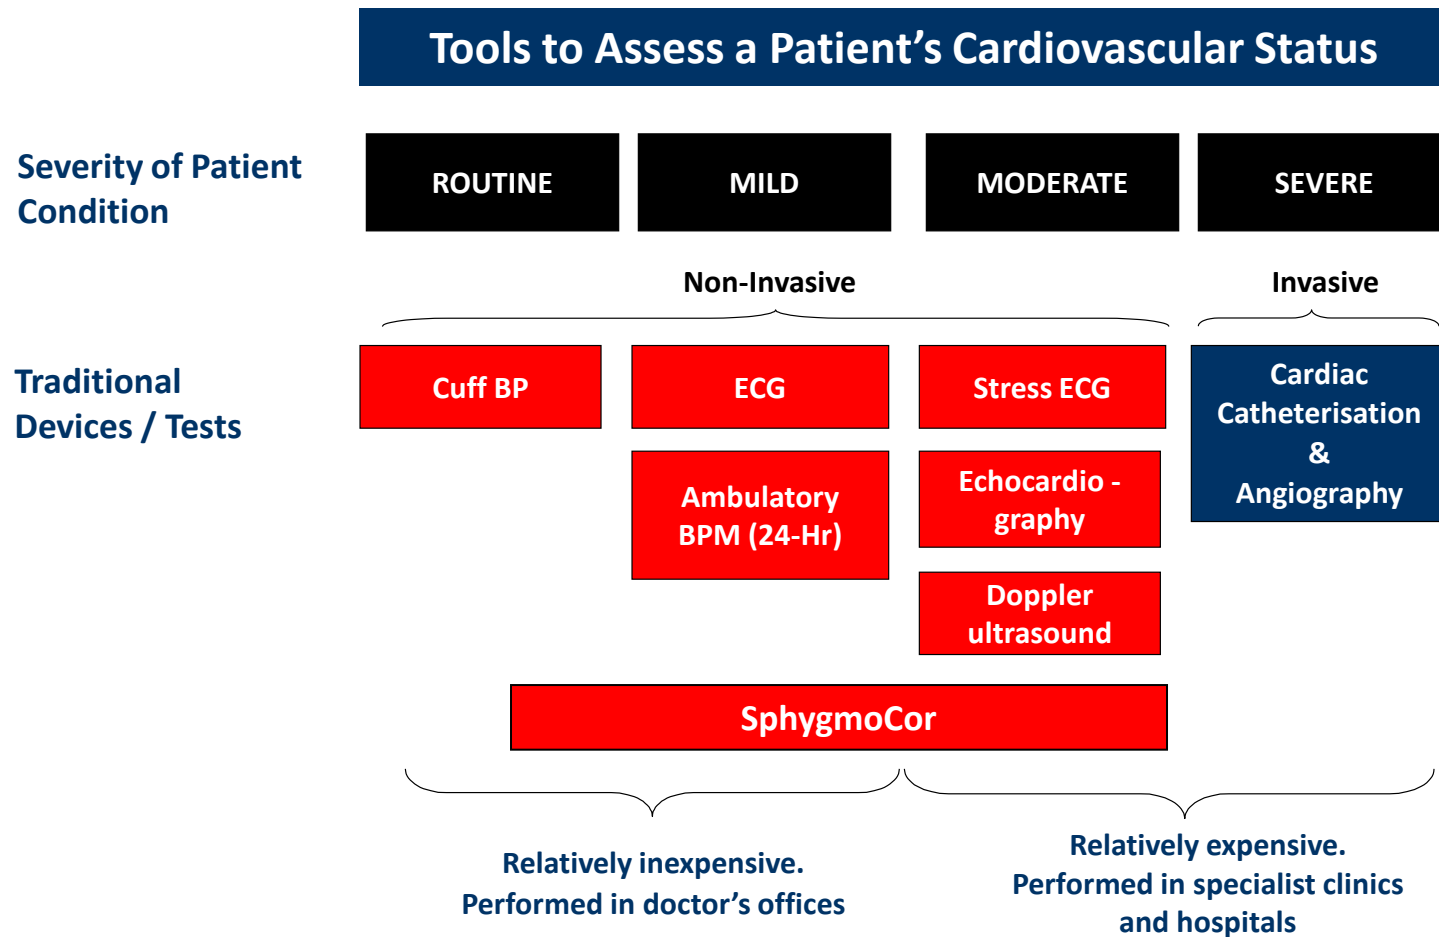 Tools to Assess a Patient’s Cardiovascular Status
Severity of Patient
Condition
ROUTINE
MILD
MODERATE
SEVERE
Non-Invasive
Invasive
Traditional
Devices / Tests
Cuff BP
ECG
Stress ECG
Cardiac
Catheterisation
&
Angiography
Ambulatory
BPM (24-Hr)
Echocardio -
graphy
Doppler
ultrasound
SphygmoCor
Relatively inexpensive.
Performed in doctor’s offices
Relatively expensive.
Performed in specialist clinics
and hospitals